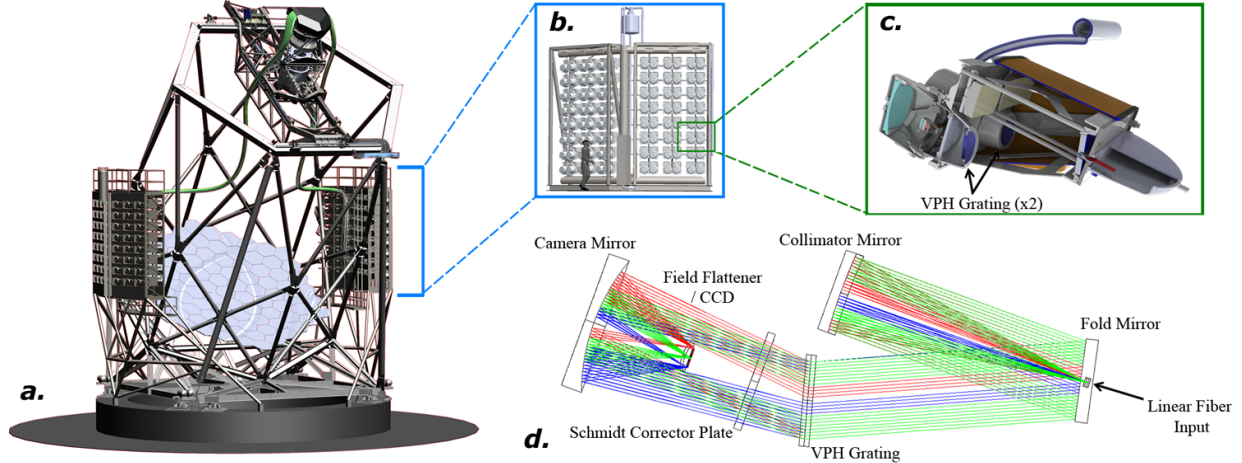 a.
b.
c.
VPH Grating (x2)
Camera Mirror
Field Flattener
/ CCD
Collimator Mirror
Fold Mirror
Linear Fiber
Input
Schmidt Corrector Plate
VPH Grating
d.